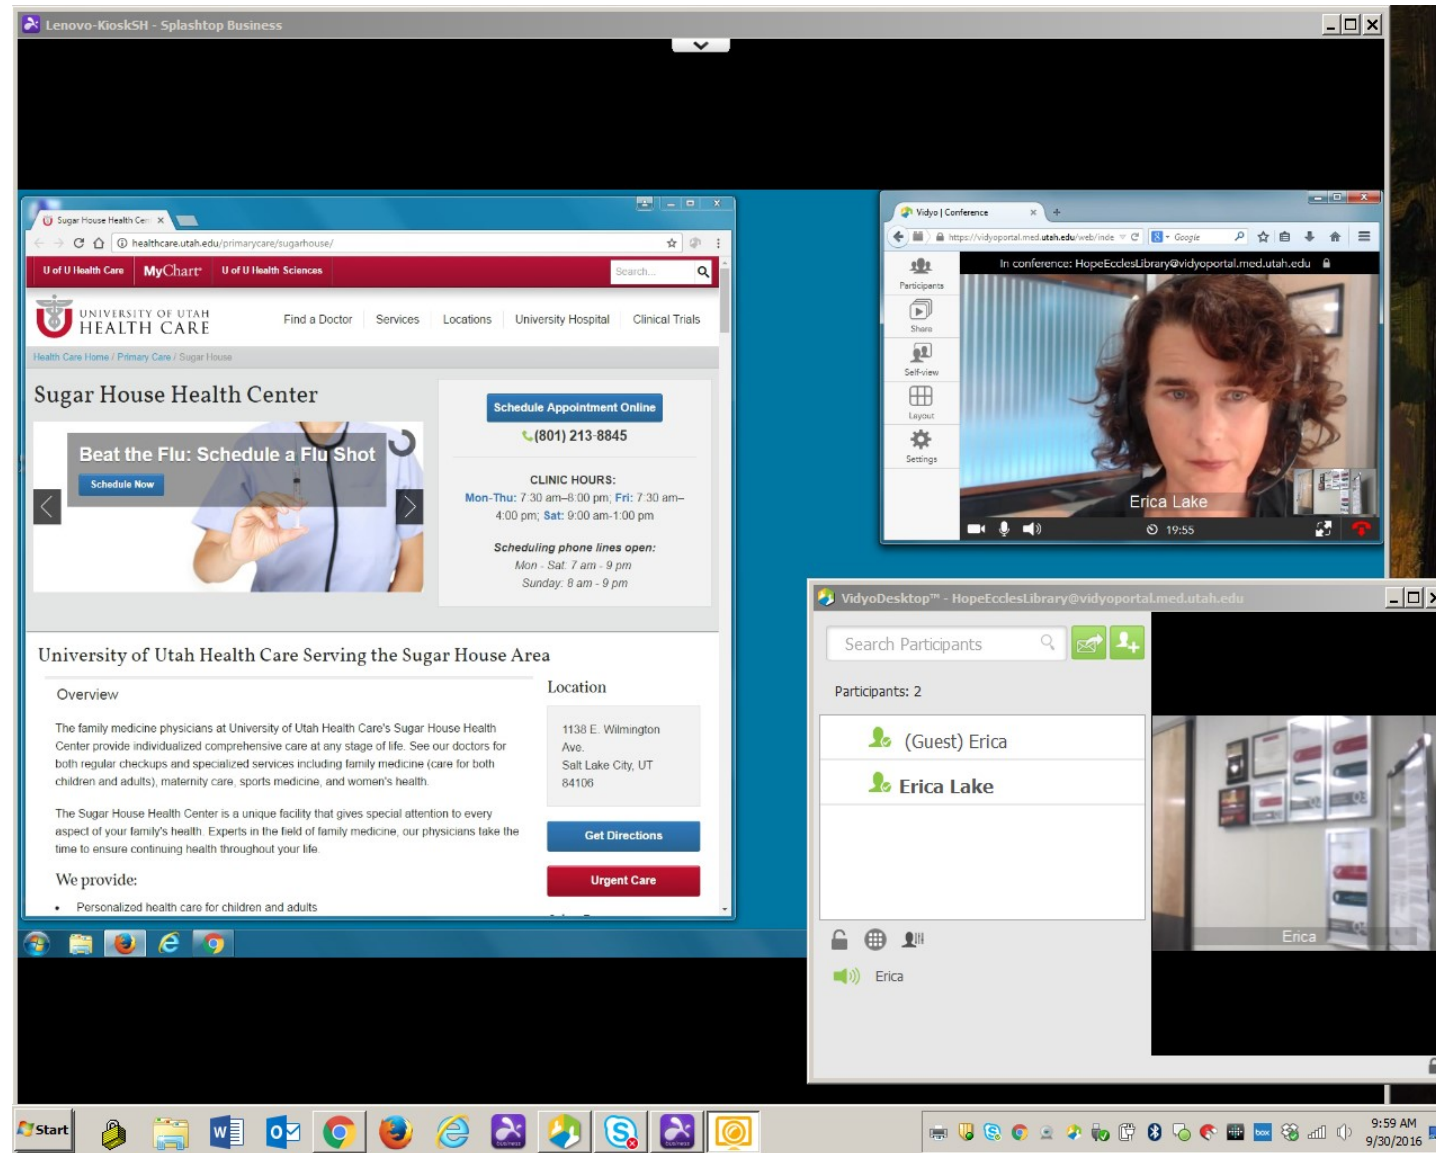 Lenovo-KioskSH - Splashtop Business
Sugar House Health Cen
healthcare.utah.edu/primarycare/sugarhouse/
U of U Health Care MyChart U of U Health Sciences Search...
UNIVERSITY OF UTAH
HEALTH CARE
Find a Doctor Services Locations University Hospital Clinical Trials
Health Care Home / Primary Care / Sugar House
Sugar House Health Center
Beat the Flu: Schedule a Flu Shot
Schedule Now
Schedule Appointment Online
(801) 213-8845
CLINIC HOURS:
Mon-Thu: 7:30 am–8:00 pm; Fri: 7:30 am–
4:00 pm; Sat: 9:00 am-1:00 pm
Scheduling phone lines open:
Mon - Sat: 7 am - 9 pm
Sunday: 8 am - 9 pm
University of Utah Health Care Serving the Sugar House Area
Overview
The family medicine physicians at University of Utah Health Care's Sugar House Health
Center provide individualized comprehensive care at any stage of life. See our doctors for
both regular checkups and specialized services including family medicine (care for both
children and adults), maternity care, sports medicine, and women's health.
The Sugar House Health Center is a unique facility that gives special attention to every
aspect of your family's health. Experts in the field of family medicine, our physicians take the
time to ensure continuing health throughout your life.
We provide:
• Personalized health care for children and adults
Location
1138 E. Wilmington
Ave.
Salt Lake City, UT
84106
Get Directions
Urgent Care
Vidyo | Conference
https://vidyoportal.med.utah.edu/web/inde
Google
In conference: HopeEcclesLibrary@vidyoportal.med.utah.edu
Participants
Share
Self-view
Layout
Settings
Erica Lake
19:55
VidyoDesktop™ - HopeEcclesLibrary@vidyoportal.med.utah.edu
Search Participants
Participants: 2
(Guest) Erica
Erica Lake
Erica
Erica
Start
box
9:59 AM
9/30/2016